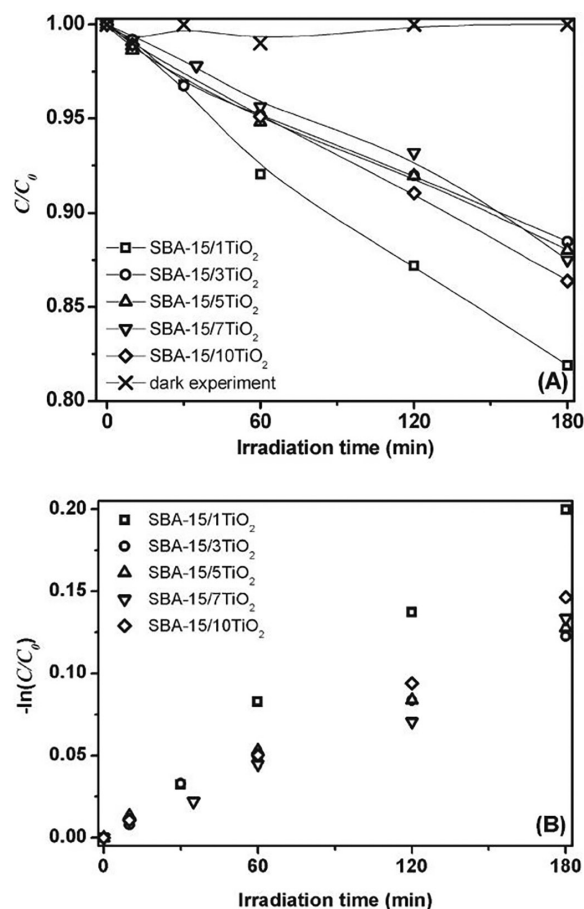 1.00
0.95
0.90
0.85
0.80
C/C₀
SBA-15/1TiO₂
SBA-15/3TiO₂
SBA-15/5TiO₂
SBA-15/7TiO₂
SBA-15/10TiO₂
dark experiment
(A)
0 60 120 180
Irradiation time (min)
0.20
0.15
0.10
0.05
0.00
-ln(C/C₀)
SBA-15/1TiO₂
SBA-15/3TiO₂
SBA-15/5TiO₂
SBA-15/7TiO₂
SBA-15/10TiO₂
(B)
0 60 120 180
Irradiation time (min)